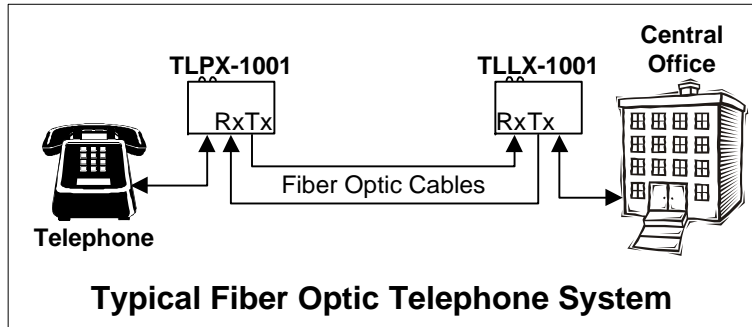 Central
Office
TLPX-1001
TLLX-1001
RxTx
RxTx
Fiber Optic Cables
Telephone
Typical Fiber Optic Telephone System